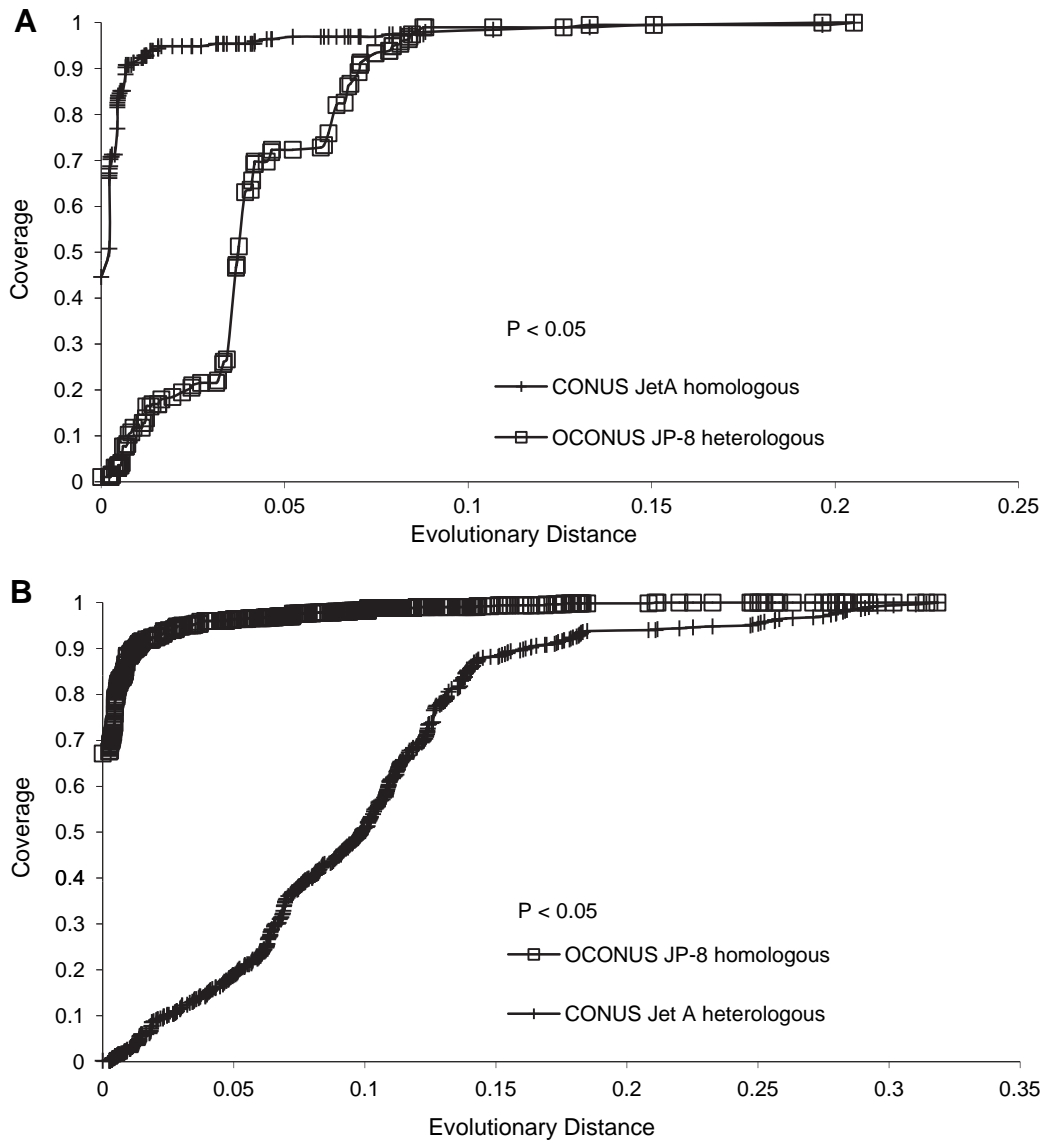 A
1
0.9
0.8
0.7
0.6
0.5
0.4
0.3
0.2
0.1
0
Coverage
P < 0.05
CONUS JetA homologous
OCONUS JP-8 heterologous
0 0.05 0.1 0.15 0.2 0.25
Evolutionary Distance
B
1
0.9
0.8
0.7
0.6
0.5
0.4
0.3
0.2
0.1
0
Coverage
P < 0.05
OCONUS JP-8 homologous
CONUS Jet A heterologous
0 0.05 0.1 0.15 0.2 0.25 0.3 0.35
Evolutionary Distance